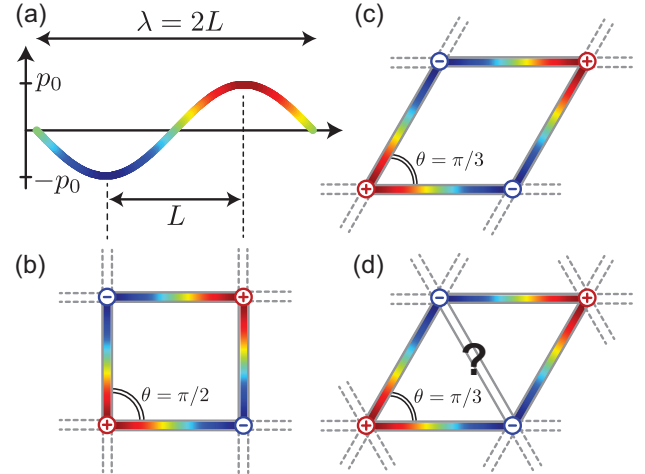 (a)
λ = 2L
p₀
−p₀
L
(b)
− +
θ = π/2
+ −
(c)
− +
θ = π/3
+ −
(d)
− +
?
θ = π/3
+ −